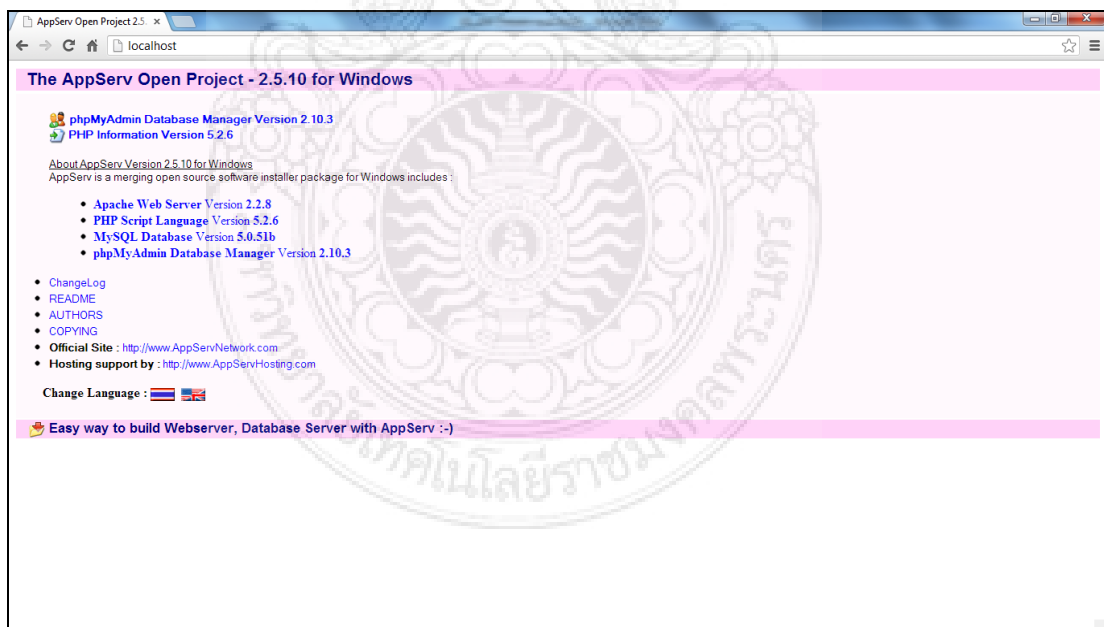 AppServ Open Project 2.5.
localhost
The AppServ Open Project - 2.5.10 for Windows
phpMyAdmin Database Manager Version 2.10.3
PHP Information Version 5.2.6
About AppServ Version 2.5.10 for Windows
AppServ is a merging open source software installer package for Windows includes :
Apache Web Server Version 2.2.8
PHP Script Language Version 5.2.6
MySQL Database Version 5.0.51b
phpMyAdmin Database Manager Version 2.10.3
ChangeLog
README
AUTHORS
COPYING
Official Site : http://www.AppServNetwork.com
Hosting support by : http://www.AppServHosting.com
Change Language :
Easy way to build Webserver, Database Server with AppServ :-)